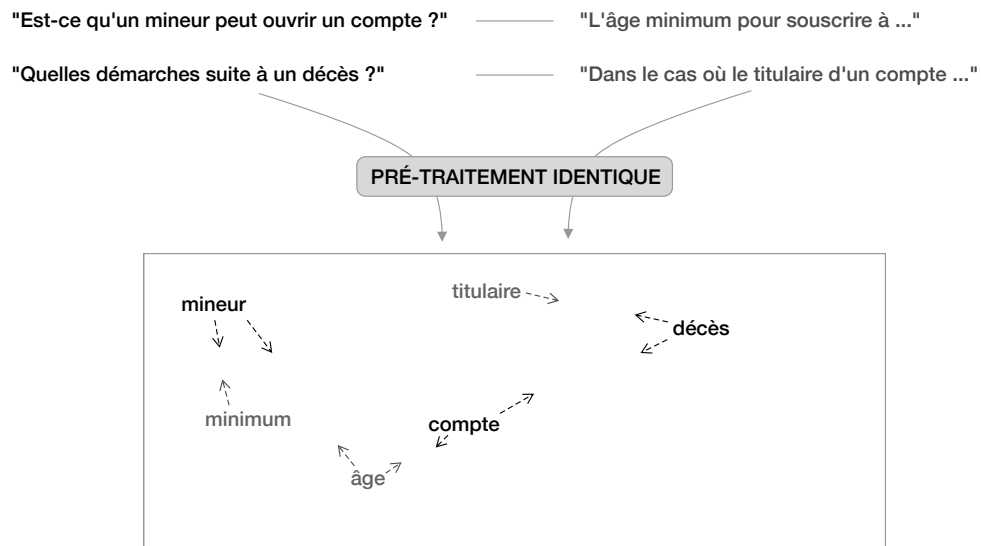 "Est-ce qu'un mineur peut ouvrir un compte ?" "L'âge minimum pour souscrire à ..."
"Quelles démarches suite à un décès ?" "Dans le cas où le titulaire d'un compte ..."
PRÉ-TRAITEMENT IDENTIQUE
titulaire
mineur
décès
minimum
compte
âge